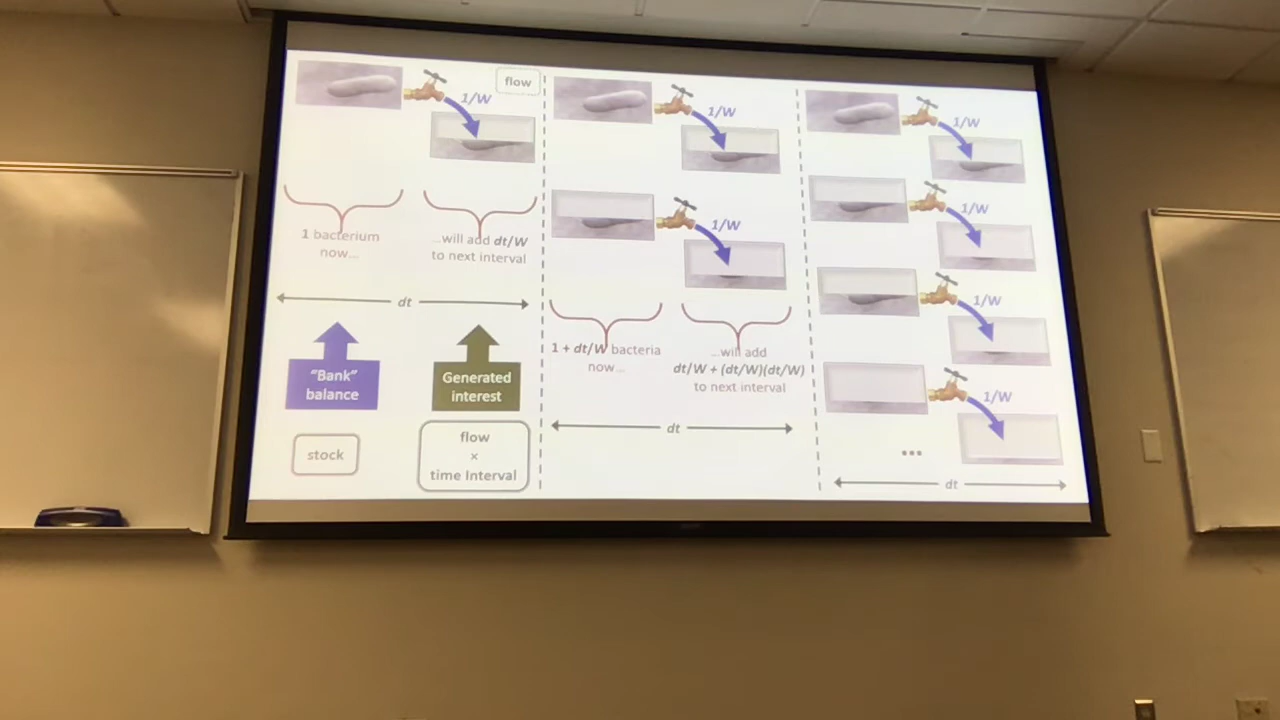 flow
1/W
1 bacterium
now...
...will add dt/W
to next interval
dt
"Bank"
balance
Generated
interest
stock
flow
×
time Interval
1/W
1/W
1 + dt/W bacteria
now...
...will add
dt/W + (dt/W)(dt/W)
to next interval
dt
1/W
1/W
1/W
1/W
...
dt